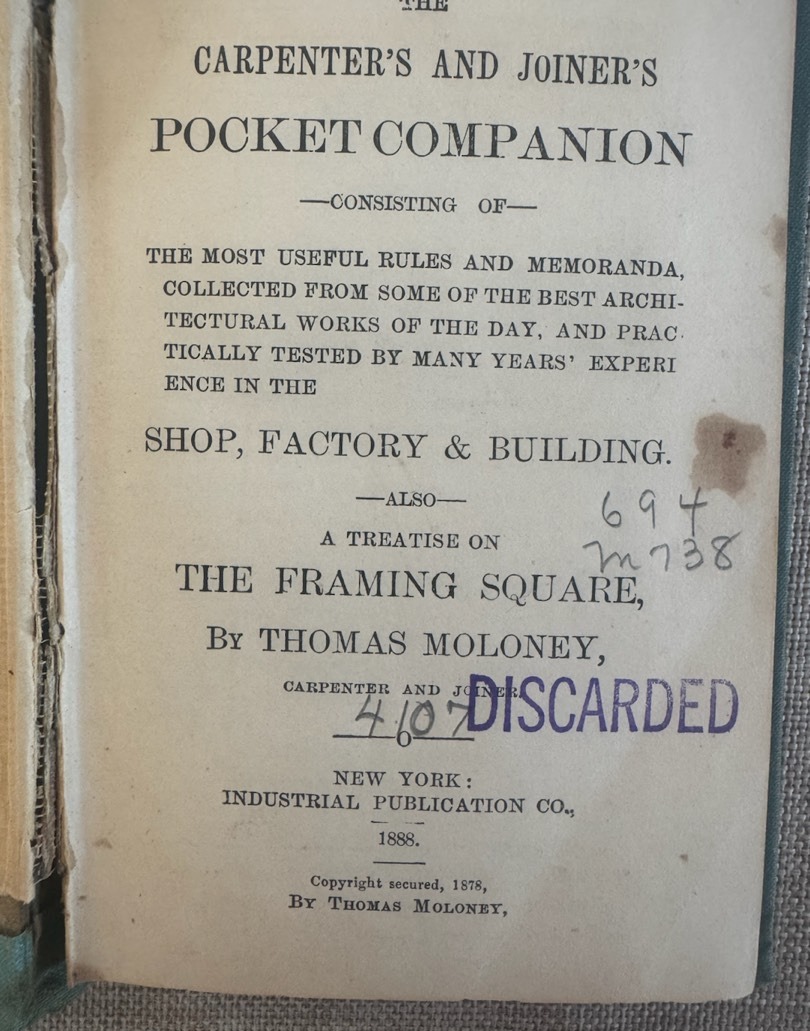 THE
CARPENTER'S AND JOINER'S
POCKET COMPANION
—CONSISTING OF—
THE MOST USEFUL RULES AND MEMORANDA,
COLLECTED FROM SOME OF THE BEST ARCHI-
TECTURAL WORKS OF THE DAY, AND PRAC-
TICALLY TESTED BY MANY YEARS' EXPERI
ENCE IN THE
SHOP, FACTORY & BUILDING.
—ALSO—
694
A TREATISE ON
m738
THE FRAMING SQUARE,
By THOMAS MOLONEY,
CARPENTER AND JOINER.
DISCARDED
4107
o
NEW YORK:
INDUSTRIAL PUBLICATION CO.,
1888.
Copyright secured, 1878,
By Thomas Moloney,